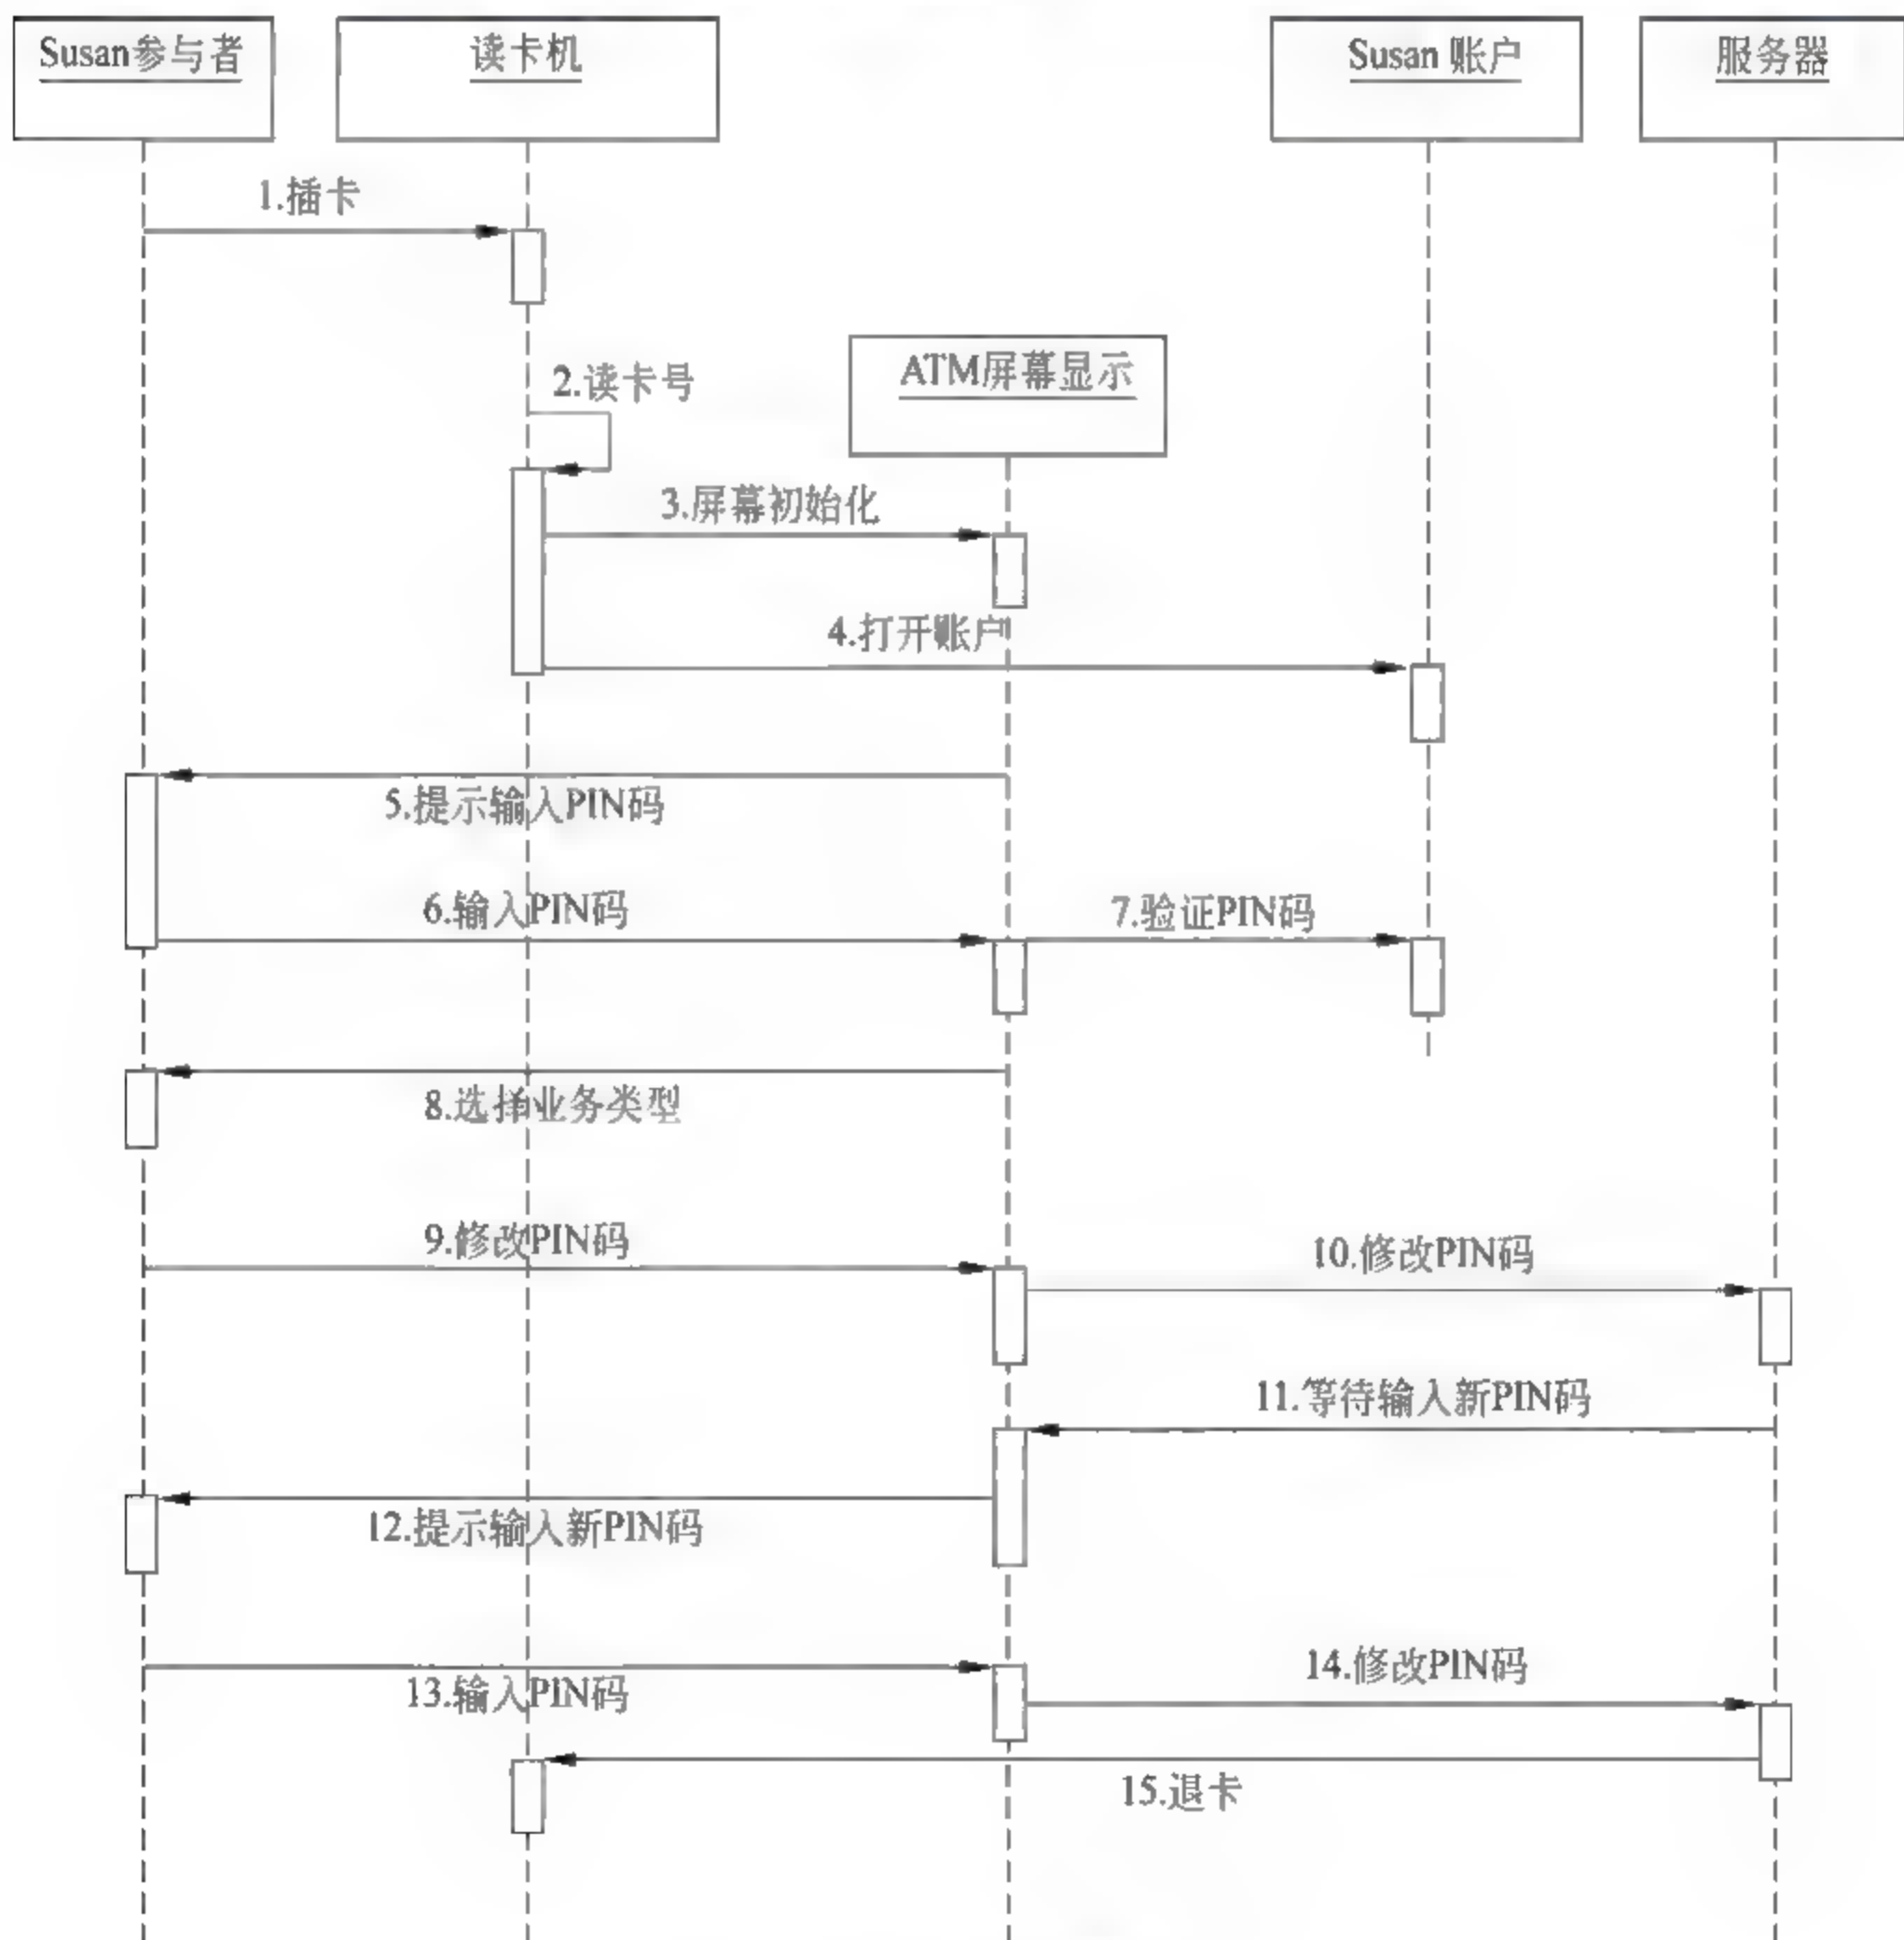 Susan参与者
读卡机
Susan 账户
服务器
1.插卡
ATM屏幕显示
2.读卡号
3.屏幕初始化
4.打开账户
5.提示输入PIN码
6.输入PIN码
7.验证PIN码
8.选择业务类型
9.修改PIN码
10.修改PIN码
11.等待输入新PIN码
12.提示输入新PIN码
13.输入PIN码
14.修改PIN码
15.退卡